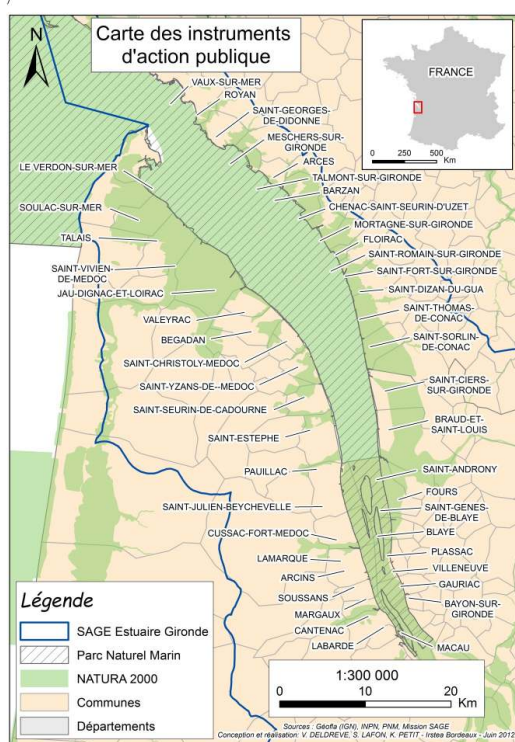 Carte des instruments
d'action publique
N
FRANCE
0 250 500
Km
VAUX-SUR-MER
ROYAN
SAINT-GEORGES-
DE-DIDONNE
MESCHERS-SUR-
GIRONDE
ARCES
LE VERDON-SUR-MER
TALMONT-SUR-GIRONDE
BARZAN
CHENAC-SAINT-SEURIN-D'UZET
SOULAC-SUR-MER
MORTAGNE-SUR-GIRONDE
FLOIRAC
TALAIS
SAINT-ROMAIN-SUR-GIRONDE
SAINT-VIVIEN-
DE-MEDOC
SAINT-FORT-SUR-GIRONDE
JAU-DIGNAC-ET-LOIRAC
SAINT-DIZAN-DU-GUA
SAINT-THOMAS-
DE-CONAC
VALEYRAC
BEGADAN
SAINT-SORLIN-
DE-CONAC
SAINT-CHRISTOLY-MEDOC
SAINT-YZANS-DE--MEDOC
SAINT-CIERS-
SUR-GIRONDE
SAINT-SEURIN-DE-CADOURNE
BRAUD-ET-
SAINT-LOUIS
SAINT-ESTEPHE
PAUILLAC
SAINT-ANDRONY
FOURS
SAINT-JULIEN-BEYCHEVELLE
SAINT-GENES-
DE-BLAYE
CUSSAC-FORT-MEDOC
BLAYE
PLASSAC
LAMARQUE
VILLENEUVE
ARCINS
GAURIAC
SOUSSANS
MARGAUX
BAYON-SUR-
GIRONDE
CANTENAC
LABARDE
MACAU
Légende
SAGE Estuaire Gironde
Parc Naturel Marin
NATURA 2000
Communes
Départements
1:300 000
0 10 20
Km
Sources : Géofla (IGN), INPN, PNM, Mission SAGE
Conception et réalisation: V. DELDREVE, S. LAFON, K. PETIT - Irstea Bordeaux - Juin 2012